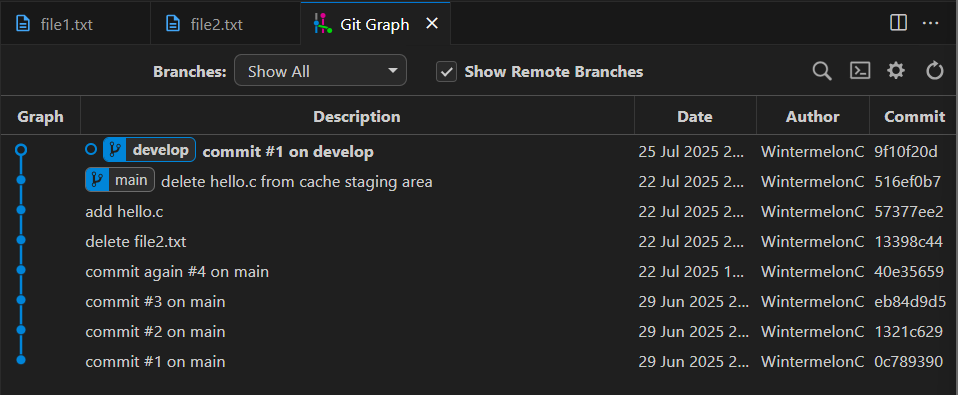 file1.txt file2.txt Git Graph
Branches: Show All Show Remote Branches
Graph Description Date Author Commit
develop commit #1 on develop 25 Jul 2025 2... WintermelonC 9f10f20d
main delete hello.c from cache staging area 22 Jul 2025 2... WintermelonC 516ef0b7
add hello.c 22 Jul 2025 2... WintermelonC 57377ee2
delete file2.txt 22 Jul 2025 2... WintermelonC 13398c44
commit again #4 on main 22 Jul 2025 1... WintermelonC 40e35659
commit #3 on main 29 Jun 2025 2... WintermelonC eb84d9d5
commit #2 on main 29 Jun 2025 2... WintermelonC 1321c629
commit #1 on main 29 Jun 2025 2... WintermelonC 0c789390